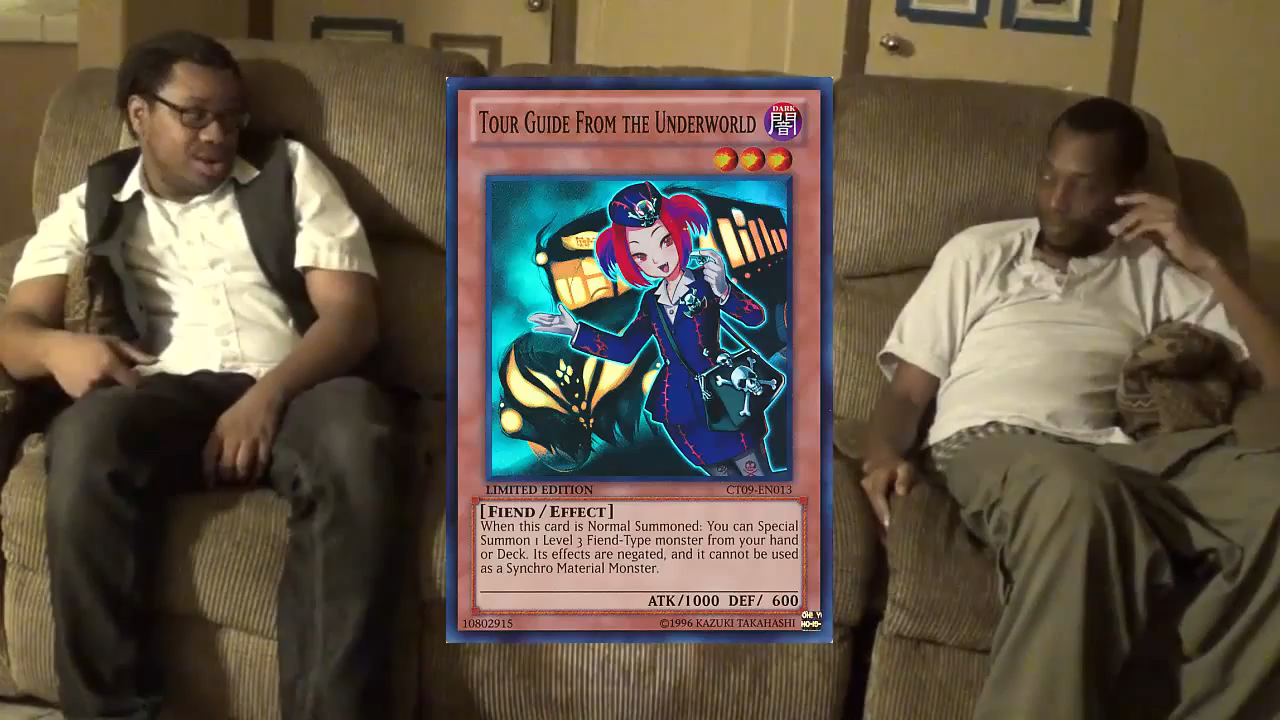 TOUR GUIDE FROM THE UNDERWORLD
DARK
闇
LIMITED EDITION CT09-EN013
[FIEND / EFFECT]
When this card is Normal Summoned: You can Special
Summon 1 Level 3 Fiend-Type monster from your hand
or Deck. Its effects are negated, and it cannot be used
as a Synchro Material Monster.
ATK/1000 DEF/ 600
10802915 ©1996 KAZUKI TAKAHASHI